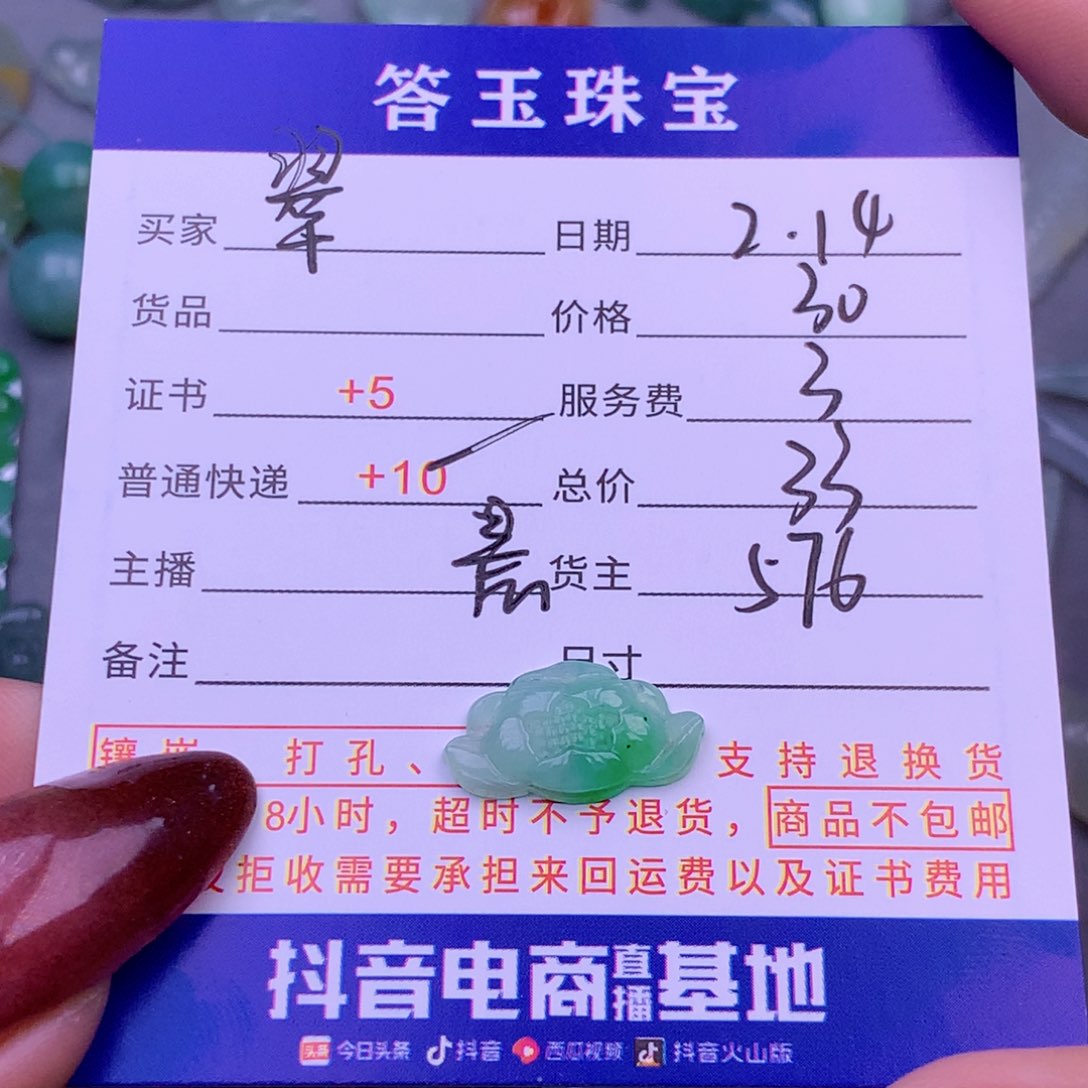 答玉珠宝
买家 翠 日期 2.14
货品 价格 30
证书 +5 服务费 3
普通快递 +10 总价 33
主播 货主 576
备注 尺寸
镶嵌 打孔、 支持退换货
8小时，超时不予退货，商品不包邮
拒收需要承担来回运费以及证书费用
抖音电商直播基地
头条 今日头条 抖音 西瓜视频 抖音火山版